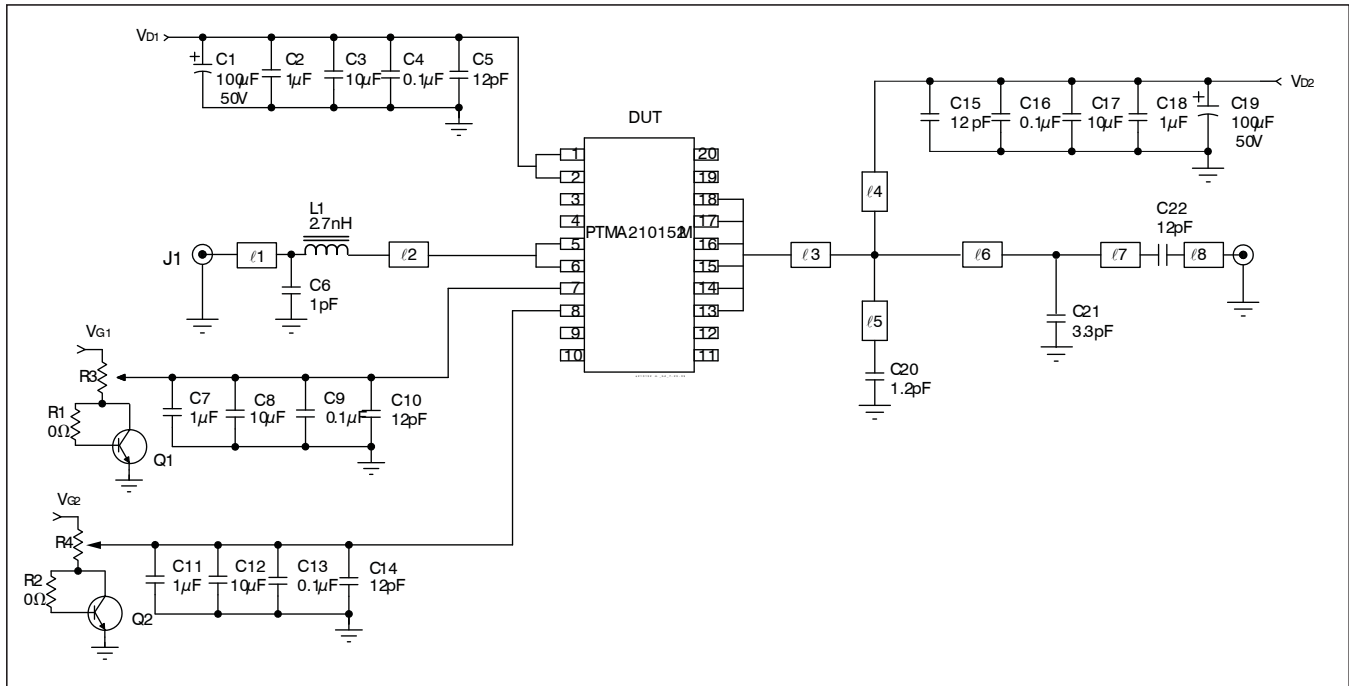 VD1
C1
100µF
50V
C2
1µF
C3
10µF
C4
0.1µF
C5
12pF
DUT
PTMA210152M
1
2
3
4
5
6
7
8
9
10
20
19
18
17
16
15
14
13
12
11
VD2
C15
12pF
C16
0.1µF
C17
10µF
C18
1µF
C19
100µF
50V
J1
ℓ1
L1
2.7nH
C6
1pF
ℓ2
ℓ3
ℓ4
ℓ5
C20
1.2pF
ℓ6
C21
3.3pF
ℓ7
C22
12pF
ℓ8
VG1
R3
R1
0Ω
Q1
C7
1µF
C8
10µF
C9
0.1µF
C10
12pF
VG2
R4
R2
0Ω
Q2
C11
1µF
C12
10µF
C13
0.1µF
C14
12pF